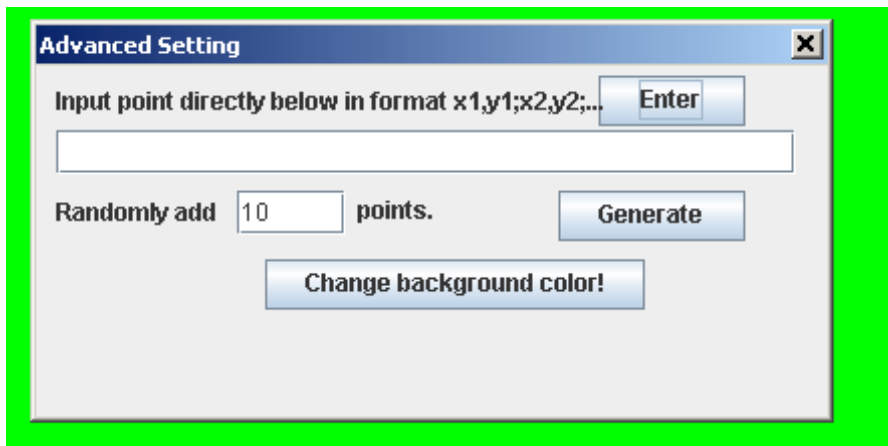 Advanced Setting
Input point directly below in format x1,y1;x2,y2;... Enter
Randomly add 10 points. Generate
Change background color!